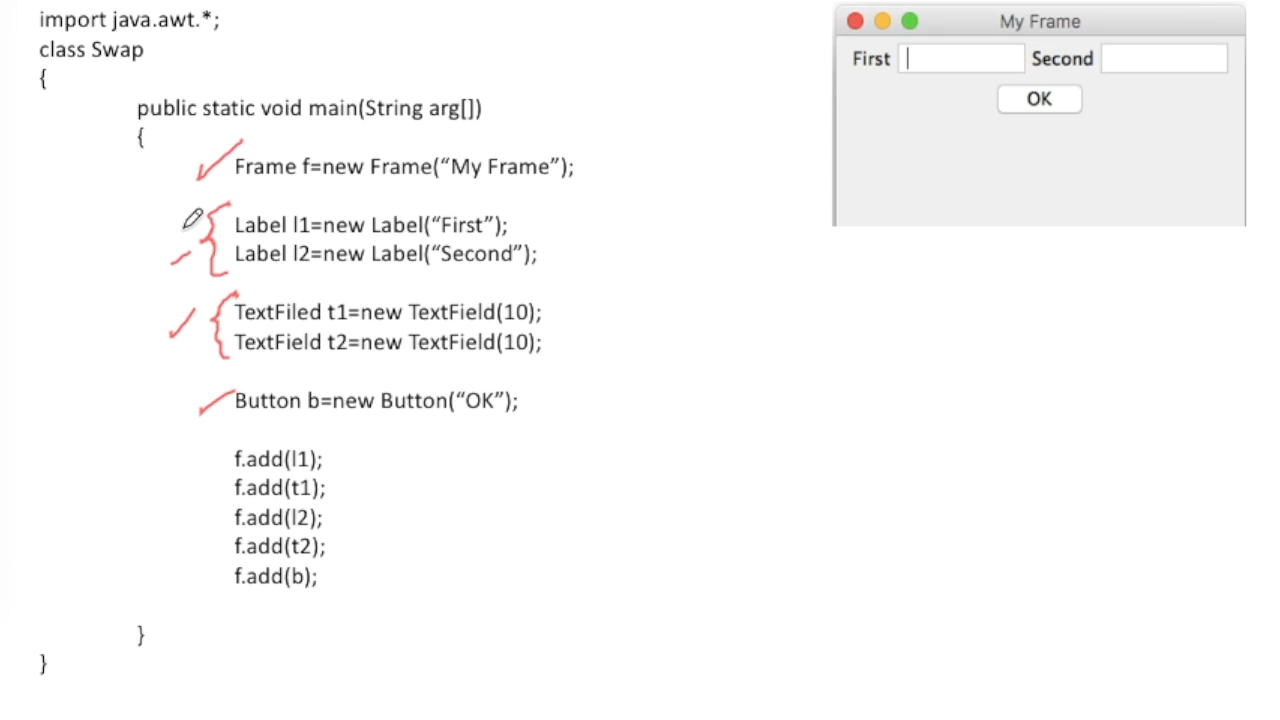 import java.awt.*;
class Swap
{
public static void main(String arg[])
{
Frame f=new Frame(“My Frame”);
Label l1=new Label(“First”);
Label l2=new Label(“Second”);
TextFiled t1=new TextField(10);
TextField t2=new TextField(10);
Button b=new Button(“OK”);
f.add(l1);
f.add(t1);
f.add(l2);
f.add(t2);
f.add(b);
}
}
My Frame
First Second
OK